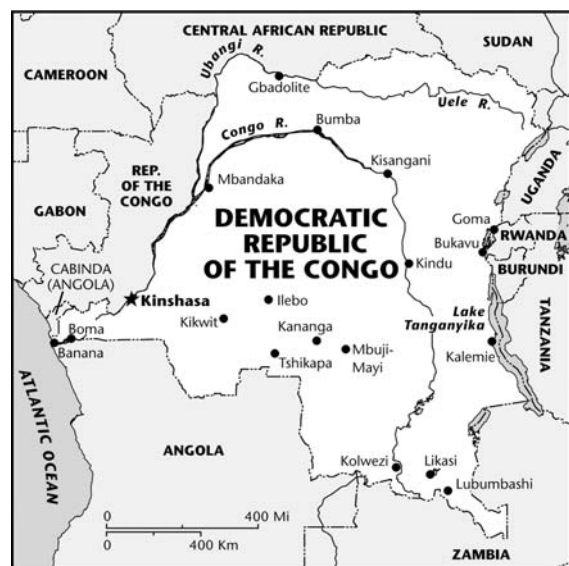 CENTRAL AFRICAN REPUBLIC
SUDAN
CAMEROON
Ubangi R.
Gbadolite
Uele R.
Congo R.
Bumba
REP.
OF THE
CONGO
Mbandaka
Kisangani
UGANDA
GABON
DEMOCRATIC
REPUBLIC
OF THE CONGO
Goma
RWANDA
Bukavu
BURUNDI
CABINDA
(ANGOLA)
Kindu
Kinshasa
Ilebo
Lake
Tanganyika
TANZANIA
Boma
Kikwit
Kananga
Banana
Mbuji-
Mayi
Kalemie
Tshikapa
ATLANTIC OCEAN
ANGOLA
Kolwezi
Likasi
Lubumbashi
0
400 Mi
0
400 Km
ZAMBIA